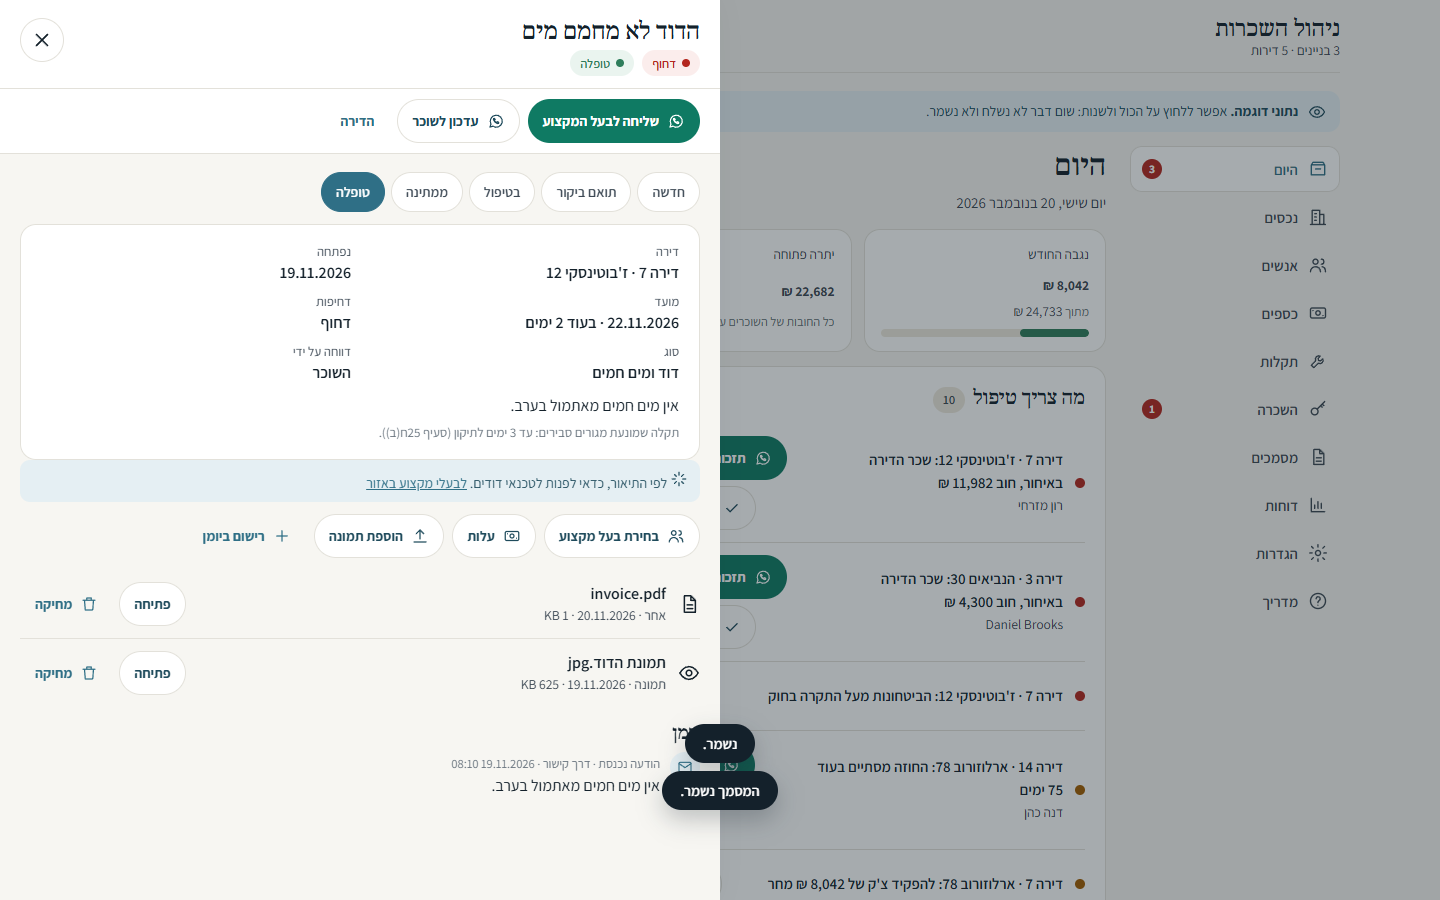 ניהול השכרות
3 בניינים · 5 דירות
נתוני דוגמה. אפשר ללחוץ על הכול ולשנות: שום דבר לא נשלח ולא נשמר.
היום
3
נכסים
אנשים
כספים
תקלות
השכרה
1
מסמכים
דוחות
הגדרות
מדריך
היום
יום שישי, 20 בנובמבר 2026
נגבה החודש
8,042 ₪
מתוך 24,733 ₪
יתרה פתוחה
22,682 ₪
כל החובות של השוכרים
מה צריך טיפול
10
דירה 7 · ז'בוטינסקי 12: שכר הדירה
באיחור, חוב 11,982 ₪
רון מזרחי
דירה 3 · הנביאים 30: שכר הדירה
באיחור, חוב 4,300 ₪
Daniel Brooks
דירה 7 · ז'בוטינסקי 12: הביטחונות מעל התקרה בחוק
דירה 14 · ארלוזורוב 78: החוזה מסתיים בעוד
75 ימים
דנה כהן
דירה 7 · ארלוזורוב 78: להפקיד צ'ק של 8,042 ₪ מחר
הדוד לא מחמם מים
דחוף
טופלה
שליחה לבעל המקצוע
עדכון לשוכר
הדירה
חדשה
תואם ביקור
בטיפול
ממתינה
טופלה
דירה
דירה 7 · ז'בוטינסקי 12
נפתחה
19.11.2026
מועד
22.11.2026 · בעוד 2 ימים
דחיפות
דחוף
סוג
דוד ומים חמים
דווחה על ידי
השוכר
אין מים חמים מאתמול בערב.
תקלה שמונעת מגורים סבירים: עד 3 ימים לתיקון (סעיף 25ח(ב)).
לפי התיאור, כדאי לפנות לטכנאי דודים. לבעלי מקצוע באזור
בחירת בעל מקצוע
עלות
הוספת תמונה
רישום ביומן
invoice.pdf
אחר · 20.11.2026 · 1 KB
פתיחה
מחיקה
תמונת הדוד.jpg
תמונה · 19.11.2026 · 625 KB
פתיחה
מחיקה
הודעה נכנסת · דרך קישור · 19.11.2026 08:10
אין מים חמים מאתמול בערב.
נשמר.
המסמך נשמר.